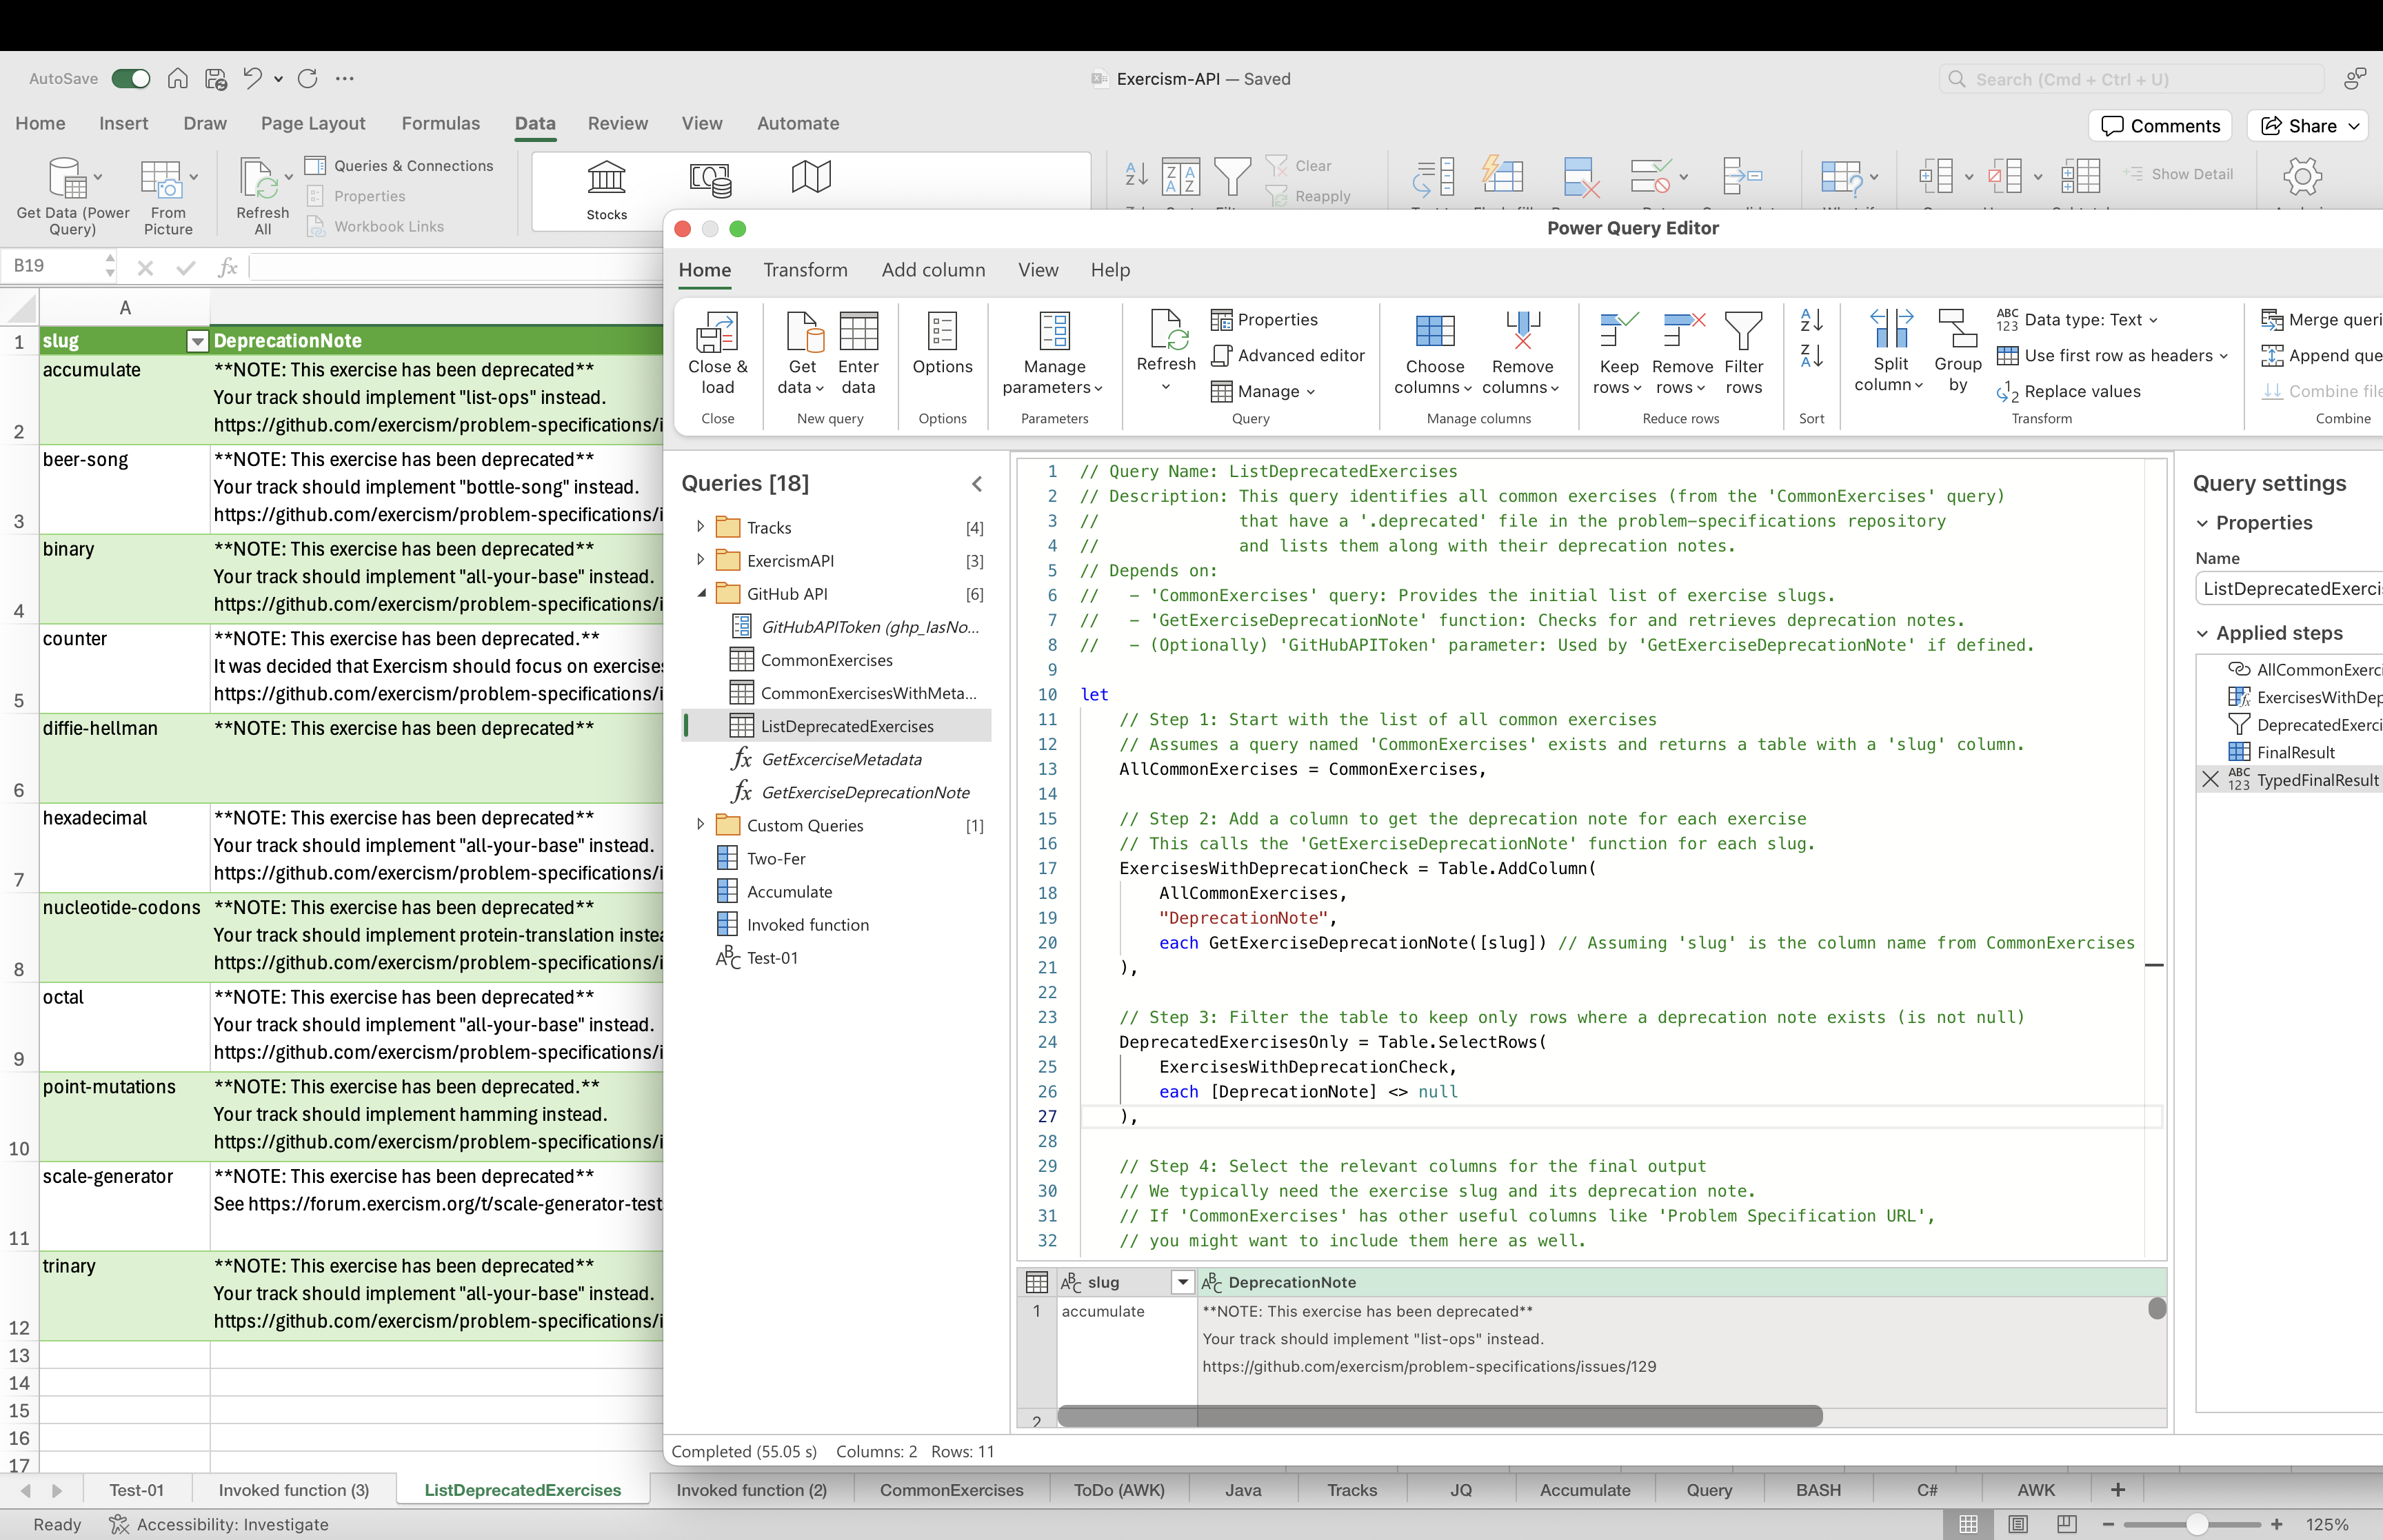 AutoSave
Exercism-API — Saved
Search (Cmd + Ctrl + U)
Home Insert Draw Page Layout Formulas Data Review View Automate
Comments Share
Get Data (Power Query)
From Picture
Refresh All
Queries & Connections
Properties
Workbook Links
Stocks
Clear
Reapply
Show Detail
B19
fx
A
1 slug DeprecationNote
2 accumulate **NOTE: This exercise has been deprecated**
Your track should implement "list-ops" instead.
https://github.com/exercism/problem-specifications/i
3 beer-song **NOTE: This exercise has been deprecated**
Your track should implement "bottle-song" instead.
https://github.com/exercism/problem-specifications/i
4 binary **NOTE: This exercise has been deprecated**
Your track should implement "all-your-base" instead.
https://github.com/exercism/problem-specifications/i
5 counter **NOTE: This exercise has been deprecated.**
It was decided that Exercism should focus on exercises
https://github.com/exercism/problem-specifications/i
6 diffie-hellman **NOTE: This exercise has been deprecated**
7 hexadecimal **NOTE: This exercise has been deprecated**
Your track should implement "all-your-base" instead.
https://github.com/exercism/problem-specifications/i
8 nucleotide-codons **NOTE: This exercise has been deprecated**
Your track should implement protein-translation instea
https://github.com/exercism/problem-specifications/i
9 octal **NOTE: This exercise has been deprecated**
Your track should implement "all-your-base" instead.
https://github.com/exercism/problem-specifications/i
10 point-mutations **NOTE: This exercise has been deprecated.**
Your track should implement hamming instead.
https://github.com/exercism/problem-specifications/i
11 scale-generator **NOTE: This exercise has been deprecated**
See https://forum.exercism.org/t/scale-generator-test
12 trinary **NOTE: This exercise has been deprecated**
Your track should implement "all-your-base" instead.
https://github.com/exercism/problem-specifications/i
13
14
15
16
17
Power Query Editor
Home Transform Add column View Help
Close & load
Get data
Enter data
Options
Manage parameters
Refresh
Properties
Advanced editor
Manage
Choose columns
Remove columns
Keep rows
Remove rows
Filter rows
Split column
Group by
Data type: Text
Use first row as headers
Replace values
Merge queri
Append que
Combine file
Close New query Options Parameters Query Manage columns Reduce rows Sort Transform Combine
Queries [18]
Tracks [4]
ExercismAPI [3]
GitHub API [6]
GitHubAPIToken (ghp_IasNo...
CommonExercises
CommonExercisesWithMeta...
ListDeprecatedExercises
fx GetExcerciseMetadata
fx GetExerciseDeprecationNote
Custom Queries [1]
Two-Fer
Accumulate
Invoked function
ABC Test-01
1 // Query Name: ListDeprecatedExercises
2 // Description: This query identifies all common exercises (from the 'CommonExercises' query)
3 // that have a '.deprecated' file in the problem-specifications repository
4 // and lists them along with their deprecation notes.
5 // Depends on:
6 // - 'CommonExercises' query: Provides the initial list of exercise slugs.
7 // - 'GetExerciseDeprecationNote' function: Checks for and retrieves deprecation notes.
8 // - (Optionally) 'GitHubAPIToken' parameter: Used by 'GetExerciseDeprecationNote' if defined.
9
10 let
11 // Step 1: Start with the list of all common exercises
12 // Assumes a query named 'CommonExercises' exists and returns a table with a 'slug' column.
13 AllCommonExercises = CommonExercises,
14
15 // Step 2: Add a column to get the deprecation note for each exercise
16 // This calls the 'GetExerciseDeprecationNote' function for each slug.
17 ExercisesWithDeprecationCheck = Table.AddColumn(
18 AllCommonExercises,
19 "DeprecationNote",
20 each GetExerciseDeprecationNote([slug]) // Assuming 'slug' is the column name from CommonExercises
21 ),
22
23 // Step 3: Filter the table to keep only rows where a deprecation note exists (is not null)
24 DeprecatedExercisesOnly = Table.SelectRows(
25 ExercisesWithDeprecationCheck,
26 each [DeprecationNote] <> null
27 ),
28
29 // Step 4: Select the relevant columns for the final output
30 // We typically need the exercise slug and its deprecation note.
31 // If 'CommonExercises' has other useful columns like 'Problem Specification URL',
32 // you might want to include them here as well.
ABC slug ABC DeprecationNote
1 accumulate **NOTE: This exercise has been deprecated**
Your track should implement "list-ops" instead.
https://github.com/exercism/problem-specifications/issues/129
2
Completed (55.05 s) Columns: 2 Rows: 11
Query settings
Properties
Name
ListDeprecatedExerci
Applied steps
AllCommonExerci
ExercisesWithDep
DeprecatedExerci
FinalResult
ABC 123 TypedFinalResult
Test-01 Invoked function (3) ListDeprecatedExercises Invoked function (2) CommonExercises ToDo (AWK) Java Tracks JQ Accumulate Query BASH C# AWK +
Ready Accessibility: Investigate
125%